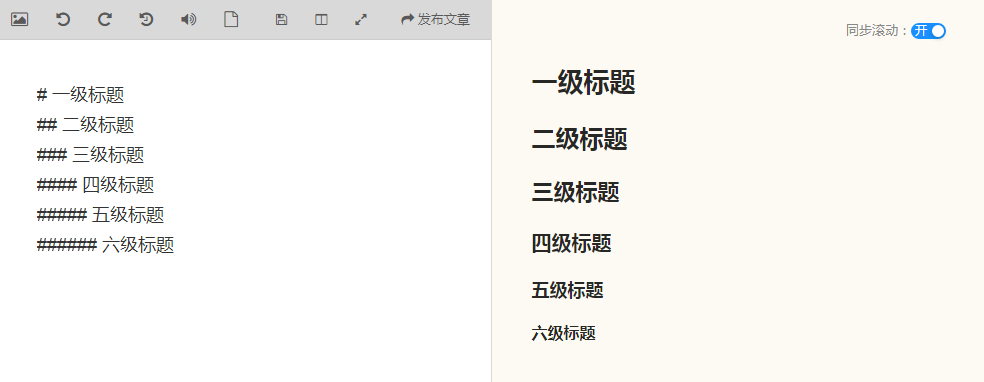 发布文章
# 一级标题
## 二级标题
### 三级标题
#### 四级标题
##### 五级标题
###### 六级标题
同步滚动：开
一级标题
二级标题
三级标题
四级标题
五级标题
六级标题